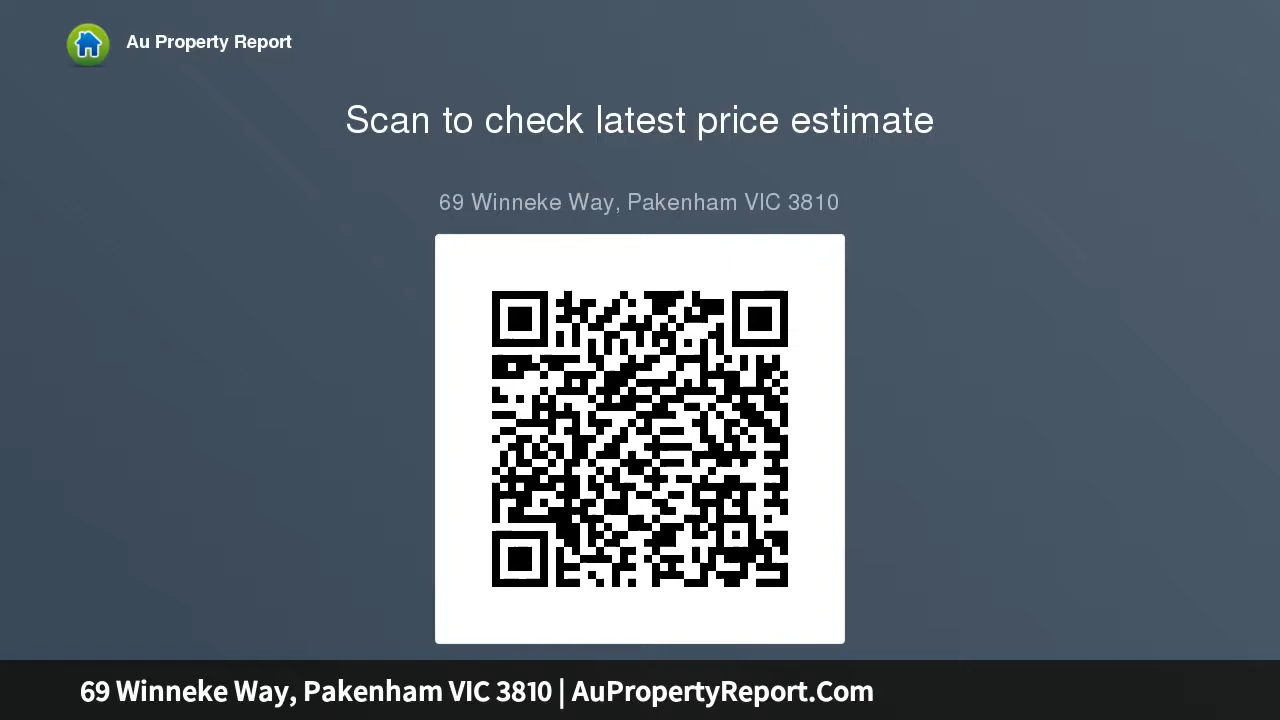 Au Property Report
Scan to check latest price estimate
69 Winneke Way, Pakenham VIC 3810
69 Winneke Way, Pakenham VIC 3810 | AuPropertyReport.Com